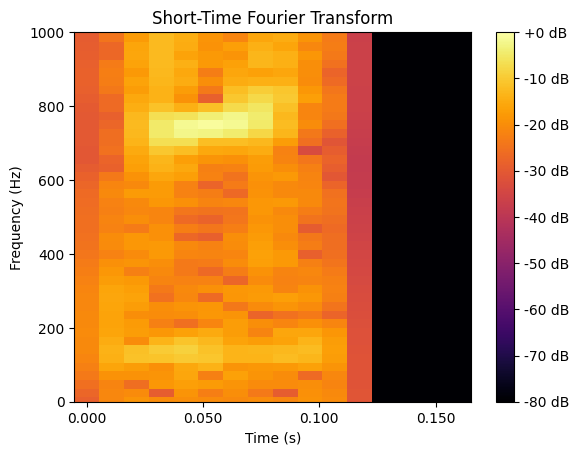 Short-Time Fourier Transform
1000
800
600
400
200
0
Frequency (Hz)
0.000
0.050
0.100
0.150
Time (s)
+0 dB
-10 dB
-20 dB
-30 dB
-40 dB
-50 dB
-60 dB
-70 dB
-80 dB